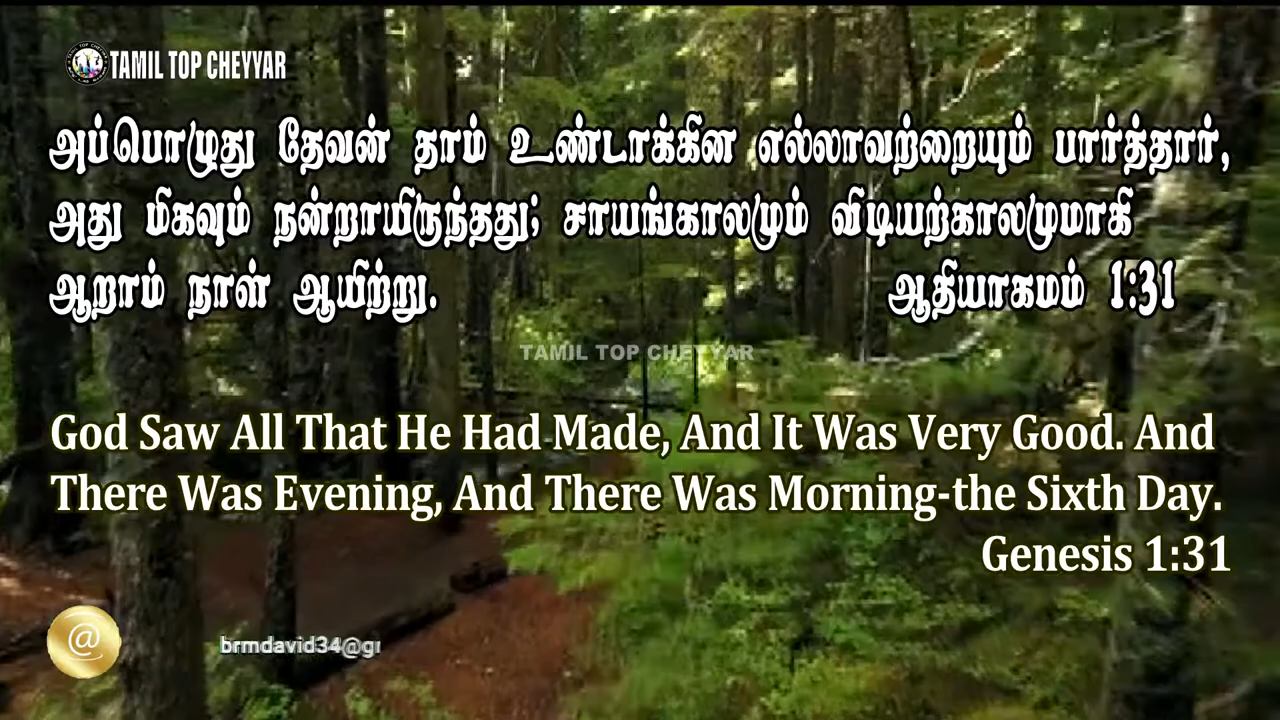 TAMIL TOP CHEYYAR
அப்பொழுது தேவன் தாம் உண்டாக்கின எல்லாவற்றையும் பார்த்தார்,
அது மிகவும் நன்றாயிருந்தது; சாயங்காலமும் விடியற்காலமுமாகி
ஆறாம் நாள் ஆயிற்று. ஆதியாகமம் 1:31
TAMIL TOP CHEYYAR
God Saw All That He Had Made, And It Was Very Good. And
There Was Evening, And There Was Morning-the Sixth Day.
Genesis 1:31
@
brmdavid34@